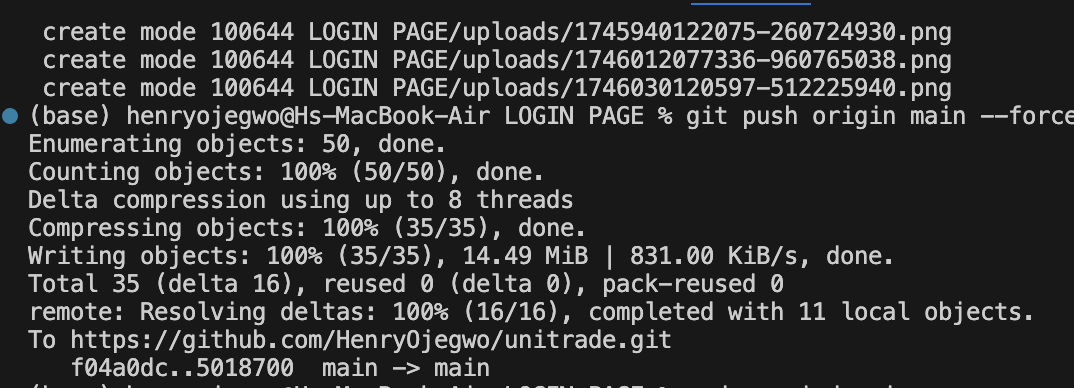 create mode 100644 LOGIN PAGE/uploads/1745940122075-260724930.png
create mode 100644 LOGIN PAGE/uploads/1746012077336-960765038.png
create mode 100644 LOGIN PAGE/uploads/1746030120597-512225940.png
(base) henryojegwo@Hs-MacBook-Air LOGIN PAGE % git push origin main --force
Enumerating objects: 50, done.
Counting objects: 100% (50/50), done.
Delta compression using up to 8 threads
Compressing objects: 100% (35/35), done.
Writing objects: 100% (35/35), 14.49 MiB | 831.00 KiB/s, done.
Total 35 (delta 16), reused 0 (delta 0), pack-reused 0
remote: Resolving deltas: 100% (16/16), completed with 11 local objects.
To https://github.com/HenryOjegwo/unitrade.git
f04a0dc..5018700 main -> main